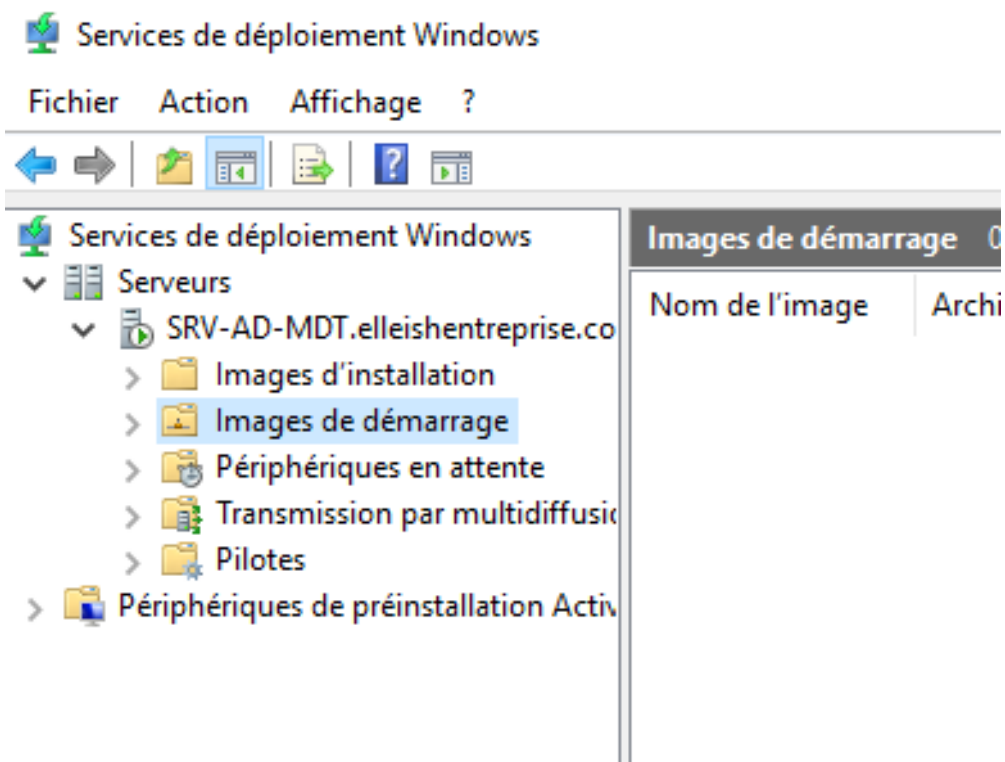 Services de déploiement Windows
Fichier Action Affichage ?
Services de déploiement Windows
Serveurs
SRV-AD-MDT.elleishentreprise.co
Images d'installation
Images de démarrage
Périphériques en attente
Transmission par multidiffusio
Pilotes
Périphériques de préinstallation Activ
Images de démarrage 0
Nom de l'image Archi